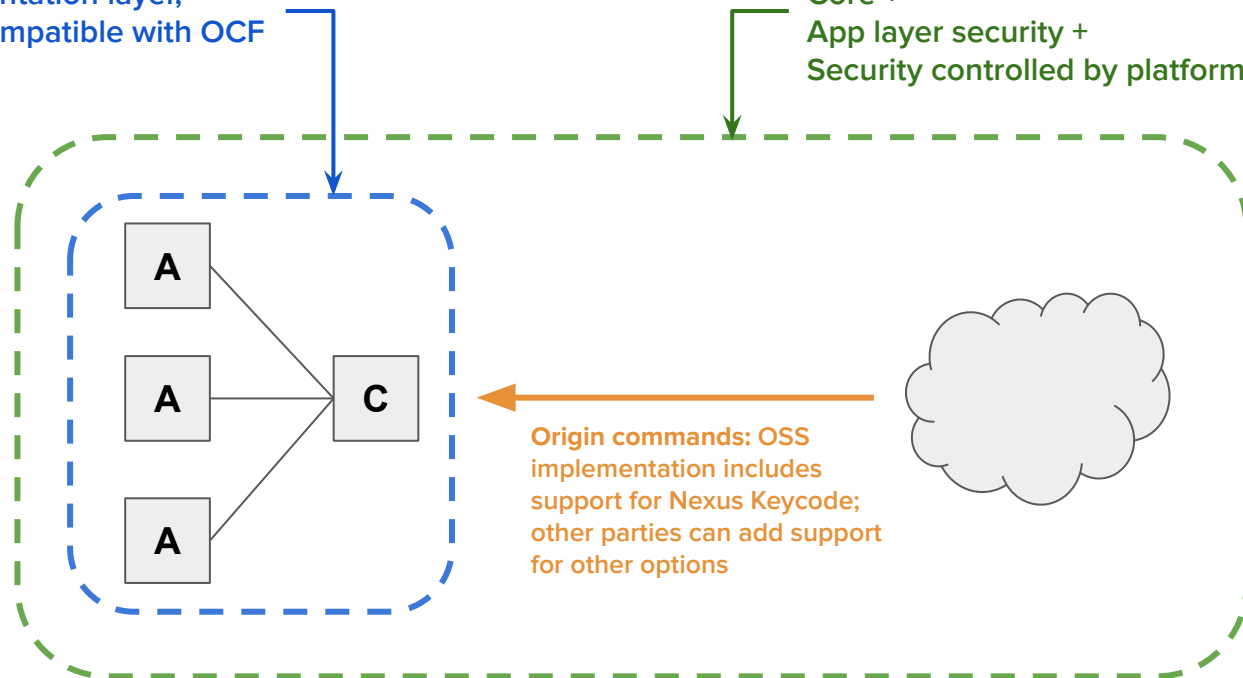 compatible with OCF
App layer security +
Security controlled by platform
A
A
C
A
Origin commands: OSS
implementation includes
support for Nexus Keycode;
other parties can add support
for other options